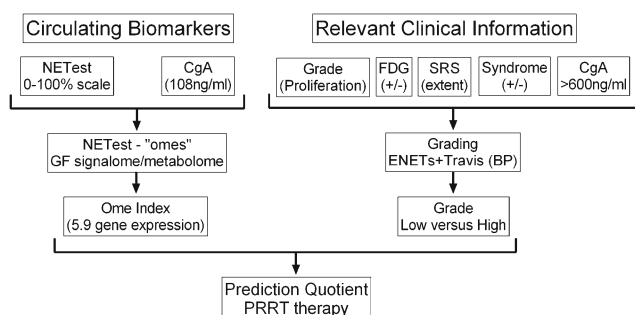 Circulating Biomarkers
Relevant Clinical Information
NETest
0-100% scale
CgA
(108ng/ml)
Grade
(Proliferation)
FDG
(+/-)
SRS
(extent)
Syndrome
(+/-)
CgA
>600ng/ml
NETest - "omes"
GF signalome/metabolome
Grading
ENETs+Travis (BP)
Ome Index
(5.9 gene expression)
Grade
Low versus High
Prediction Quotient
PRRT therapy